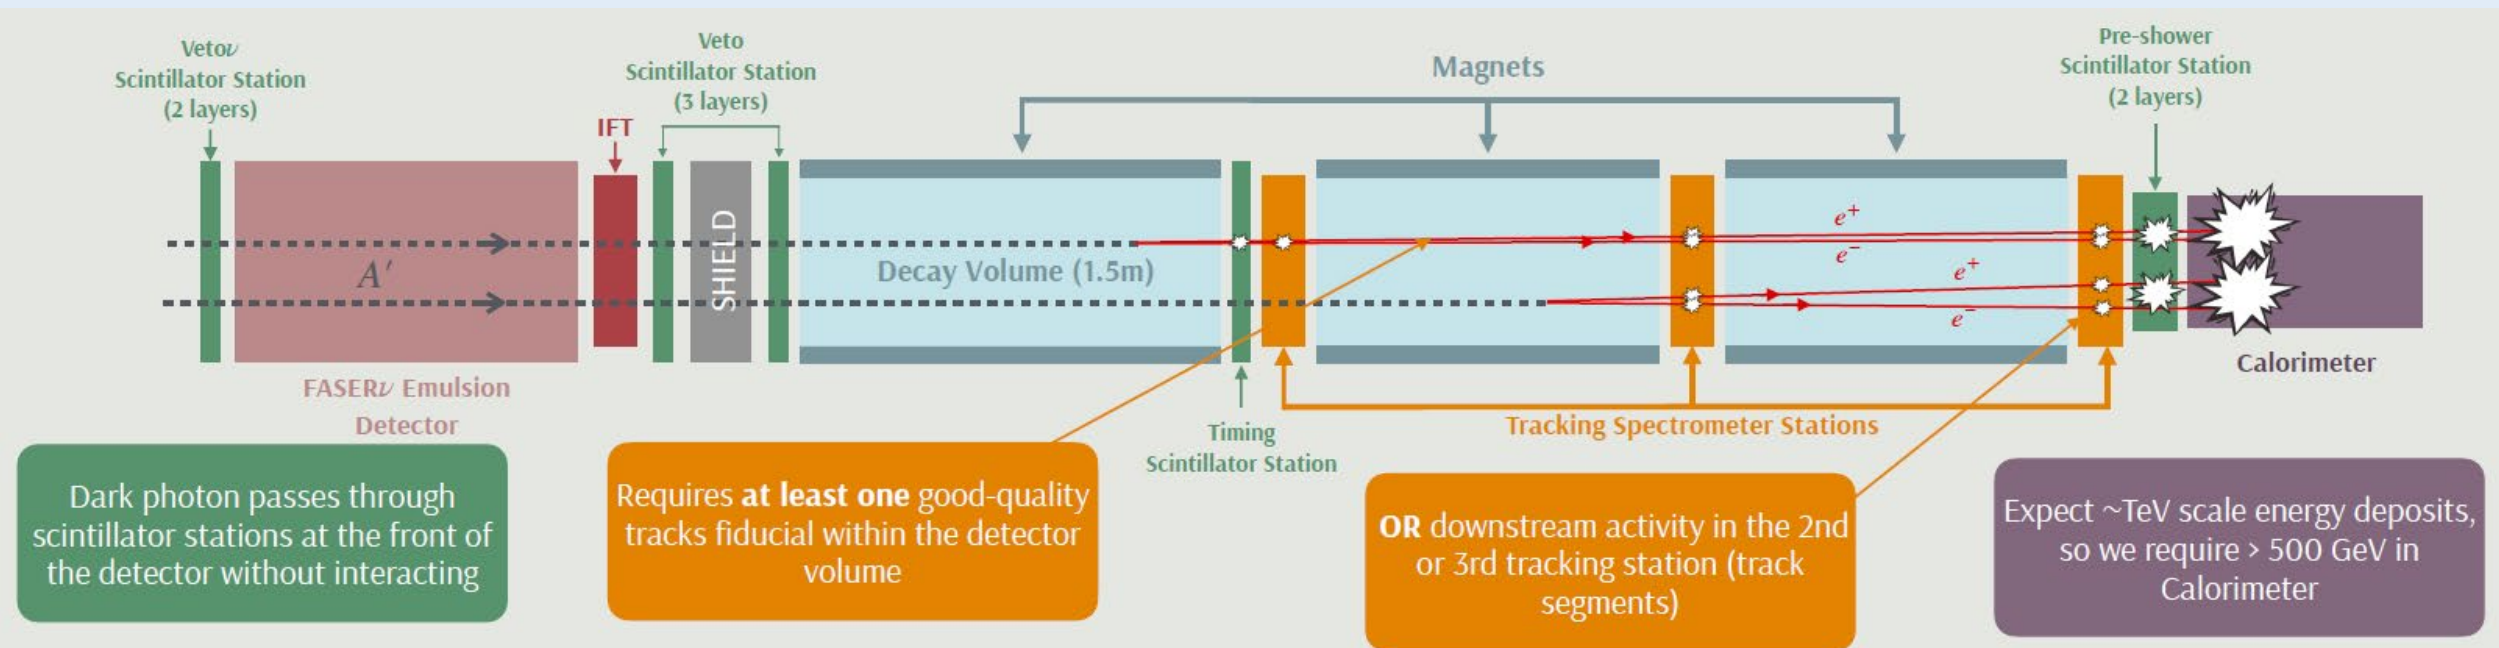 Vetoν
Scintillator Station
(2 layers)
IFT
Veto
Scintillator Station
(3 layers)
Magnets
Pre-shower
Scintillator Station
(2 layers)
A′
SHIELD
Decay Volume (1.5m)
e⁺
e⁻
e⁺
e⁻
FASERν Emulsion
Detector
Timing
Scintillator Station
Tracking Spectrometer Stations
Calorimeter
Dark photon passes through
scintillator stations at the front of
the detector without interacting
Requires at least one good-quality
tracks fiducial within the detector
volume
OR downstream activity in the 2nd
or 3rd tracking station (track
segments)
Expect ~TeV scale energy deposits,
so we require > 500 GeV in
Calorimeter